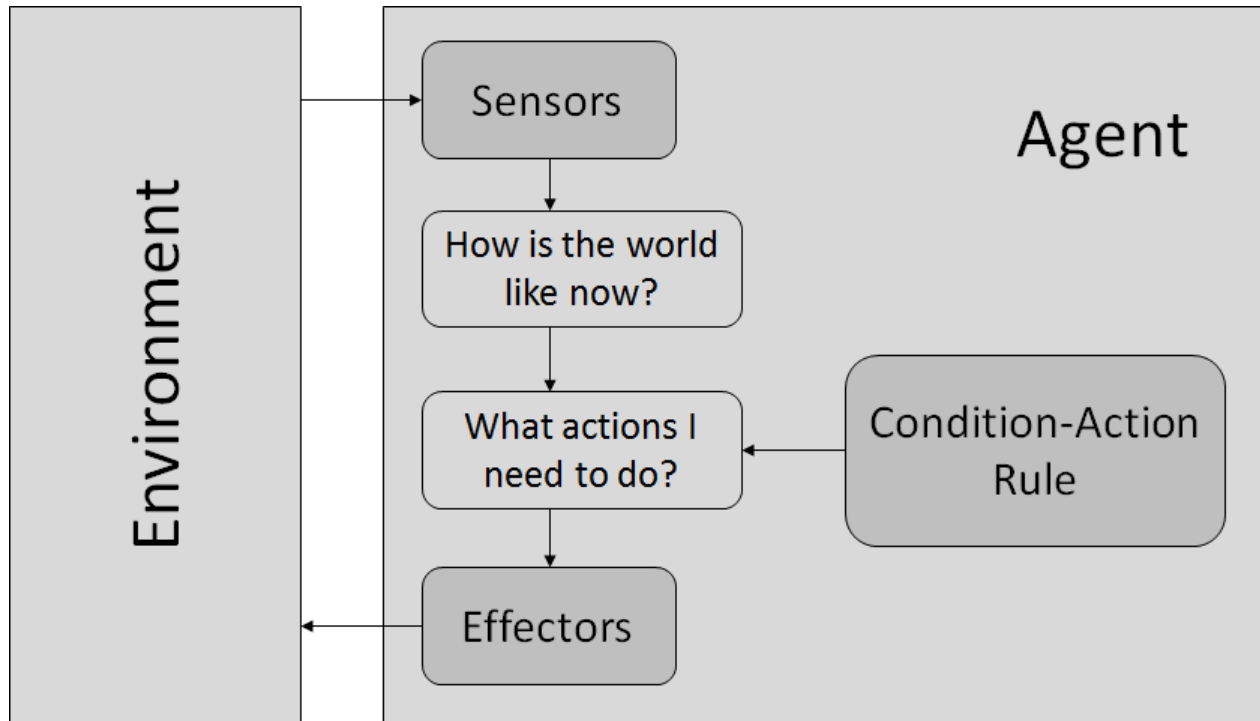 Environment
Agent
Sensors
How is the world
like now?
What actions I
need to do?
Condition-Action
Rule
Effectors